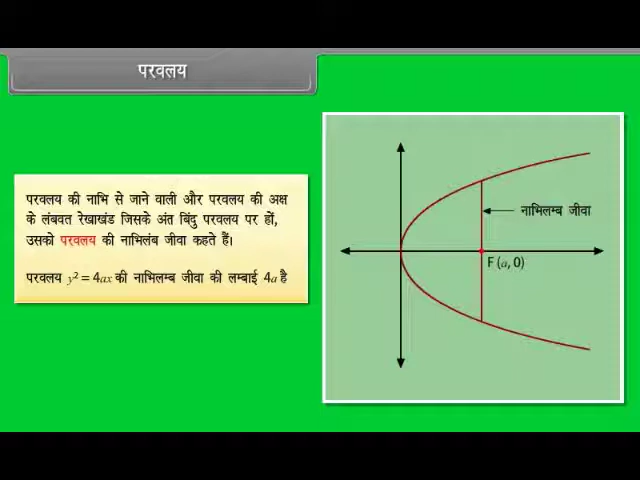 परवलय
परवलय की नाभि से जाने वाली और परवलय की अक्ष
के लंबवत रेखाखंड जिसके अंत बिंदु परवलय पर हों,
उसको परवलय की नाभिलंब जीवा कहते हैं।
परवलय y² = 4ax की नाभिलम्ब जीवा की लम्बाई 4a है
नाभिलम्ब जीवा
F (a, 0)